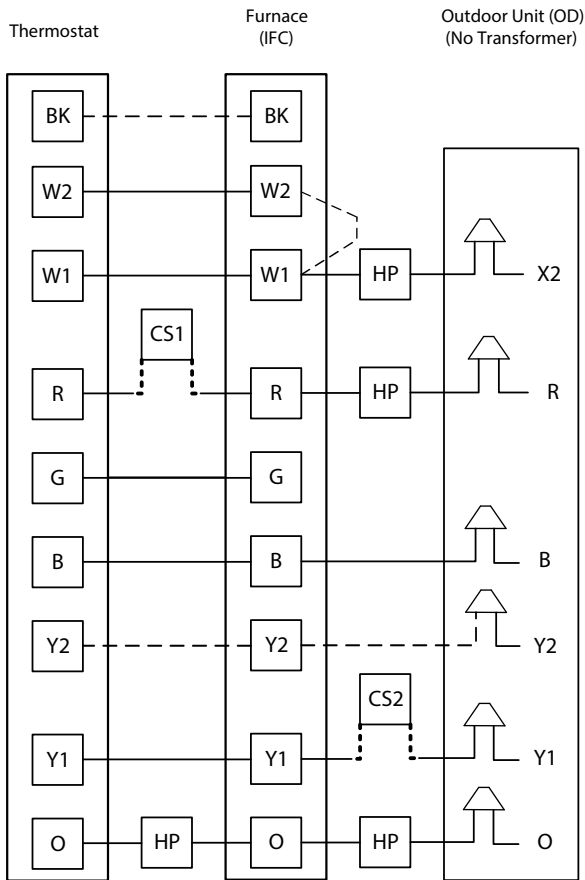 Thermostat
Furnace
(IFC)
Outdoor Unit (OD)
(No Transformer)
BK
BK
W2
W2
W1
W1
HP
X2
CS1
R
R
HP
R
G
G
B
B
B
Y2
Y2
Y2
CS2
Y1
Y1
Y1
O
HP
O
HP
O